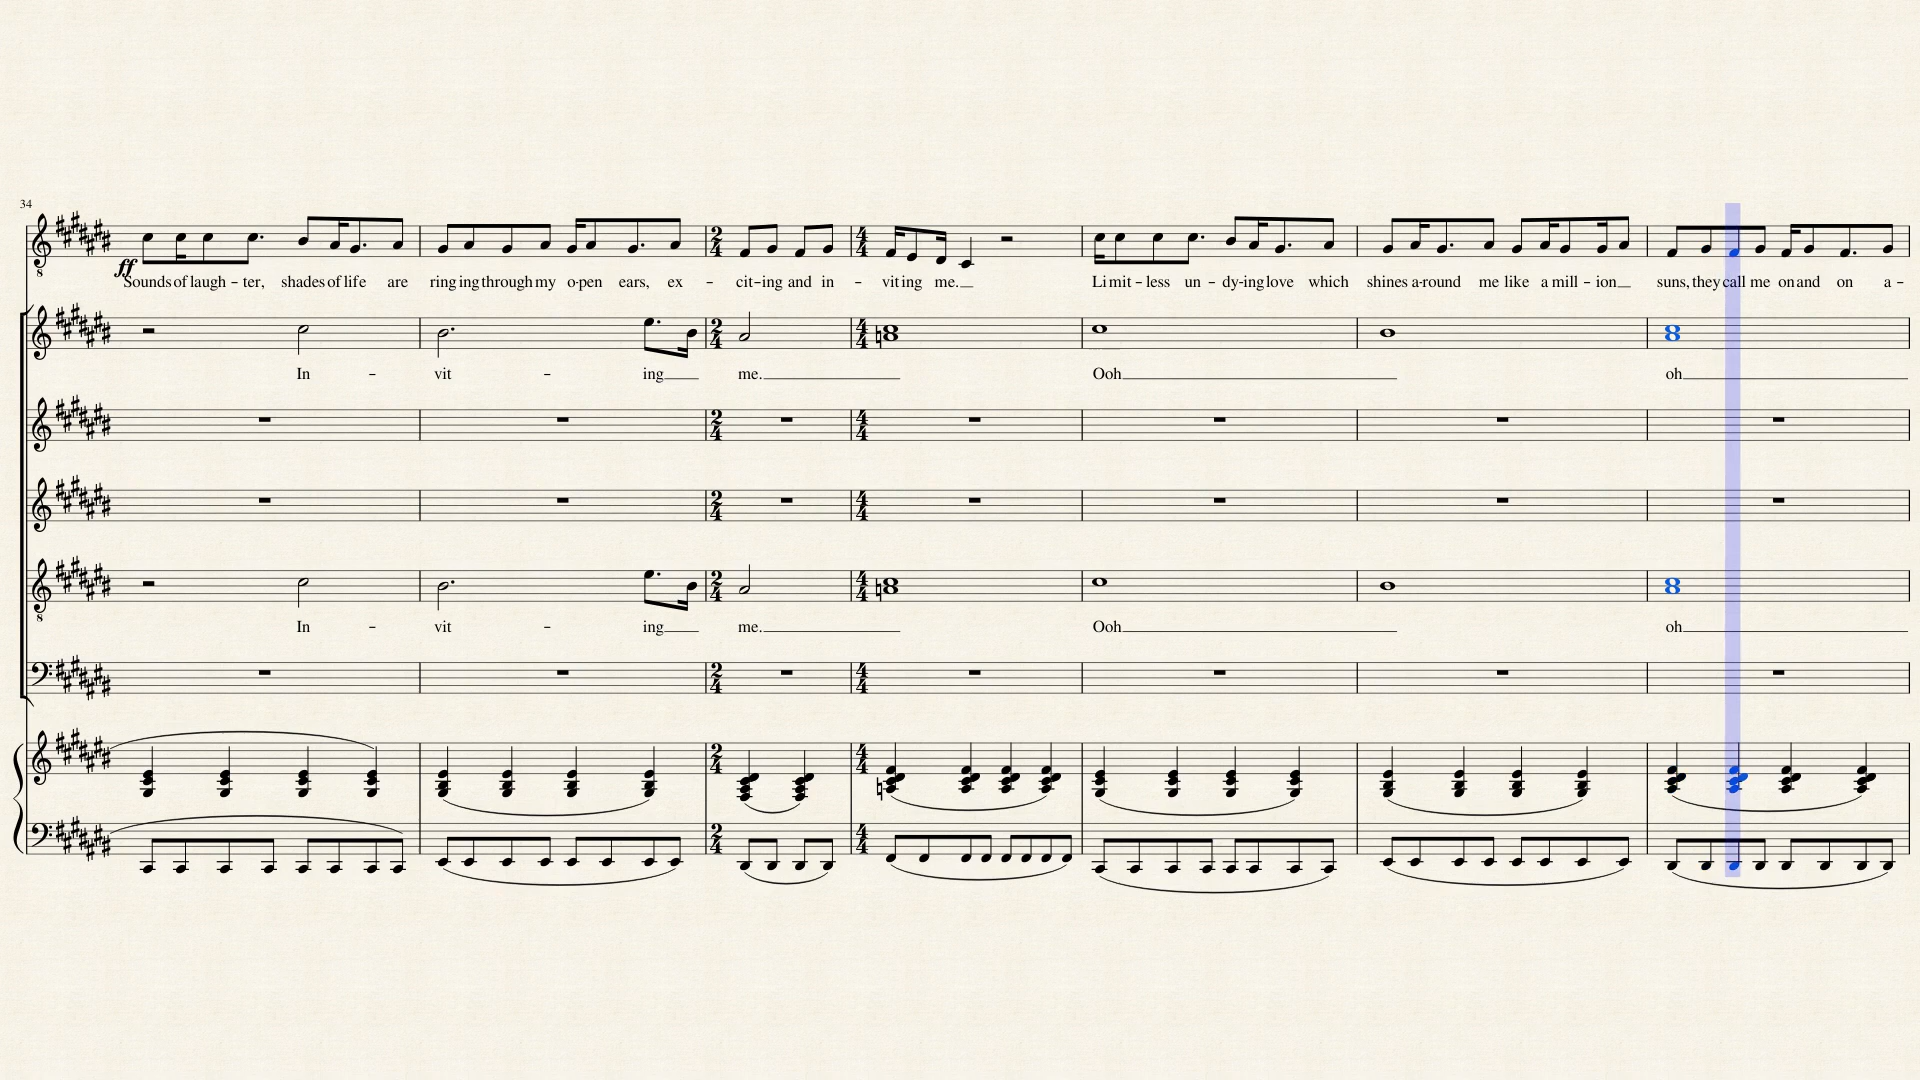 34
ff
Sounds of laugh - ter, shades of life are ring ing through my o-pen ears, ex - cit-ing and in - vit ing me. Li mit - less un - dy-ing love which shines a-round me like a mill - ion suns, they call me on and on a -
In - vit - ing me. Ooh oh
In - vit - ing me. Ooh oh